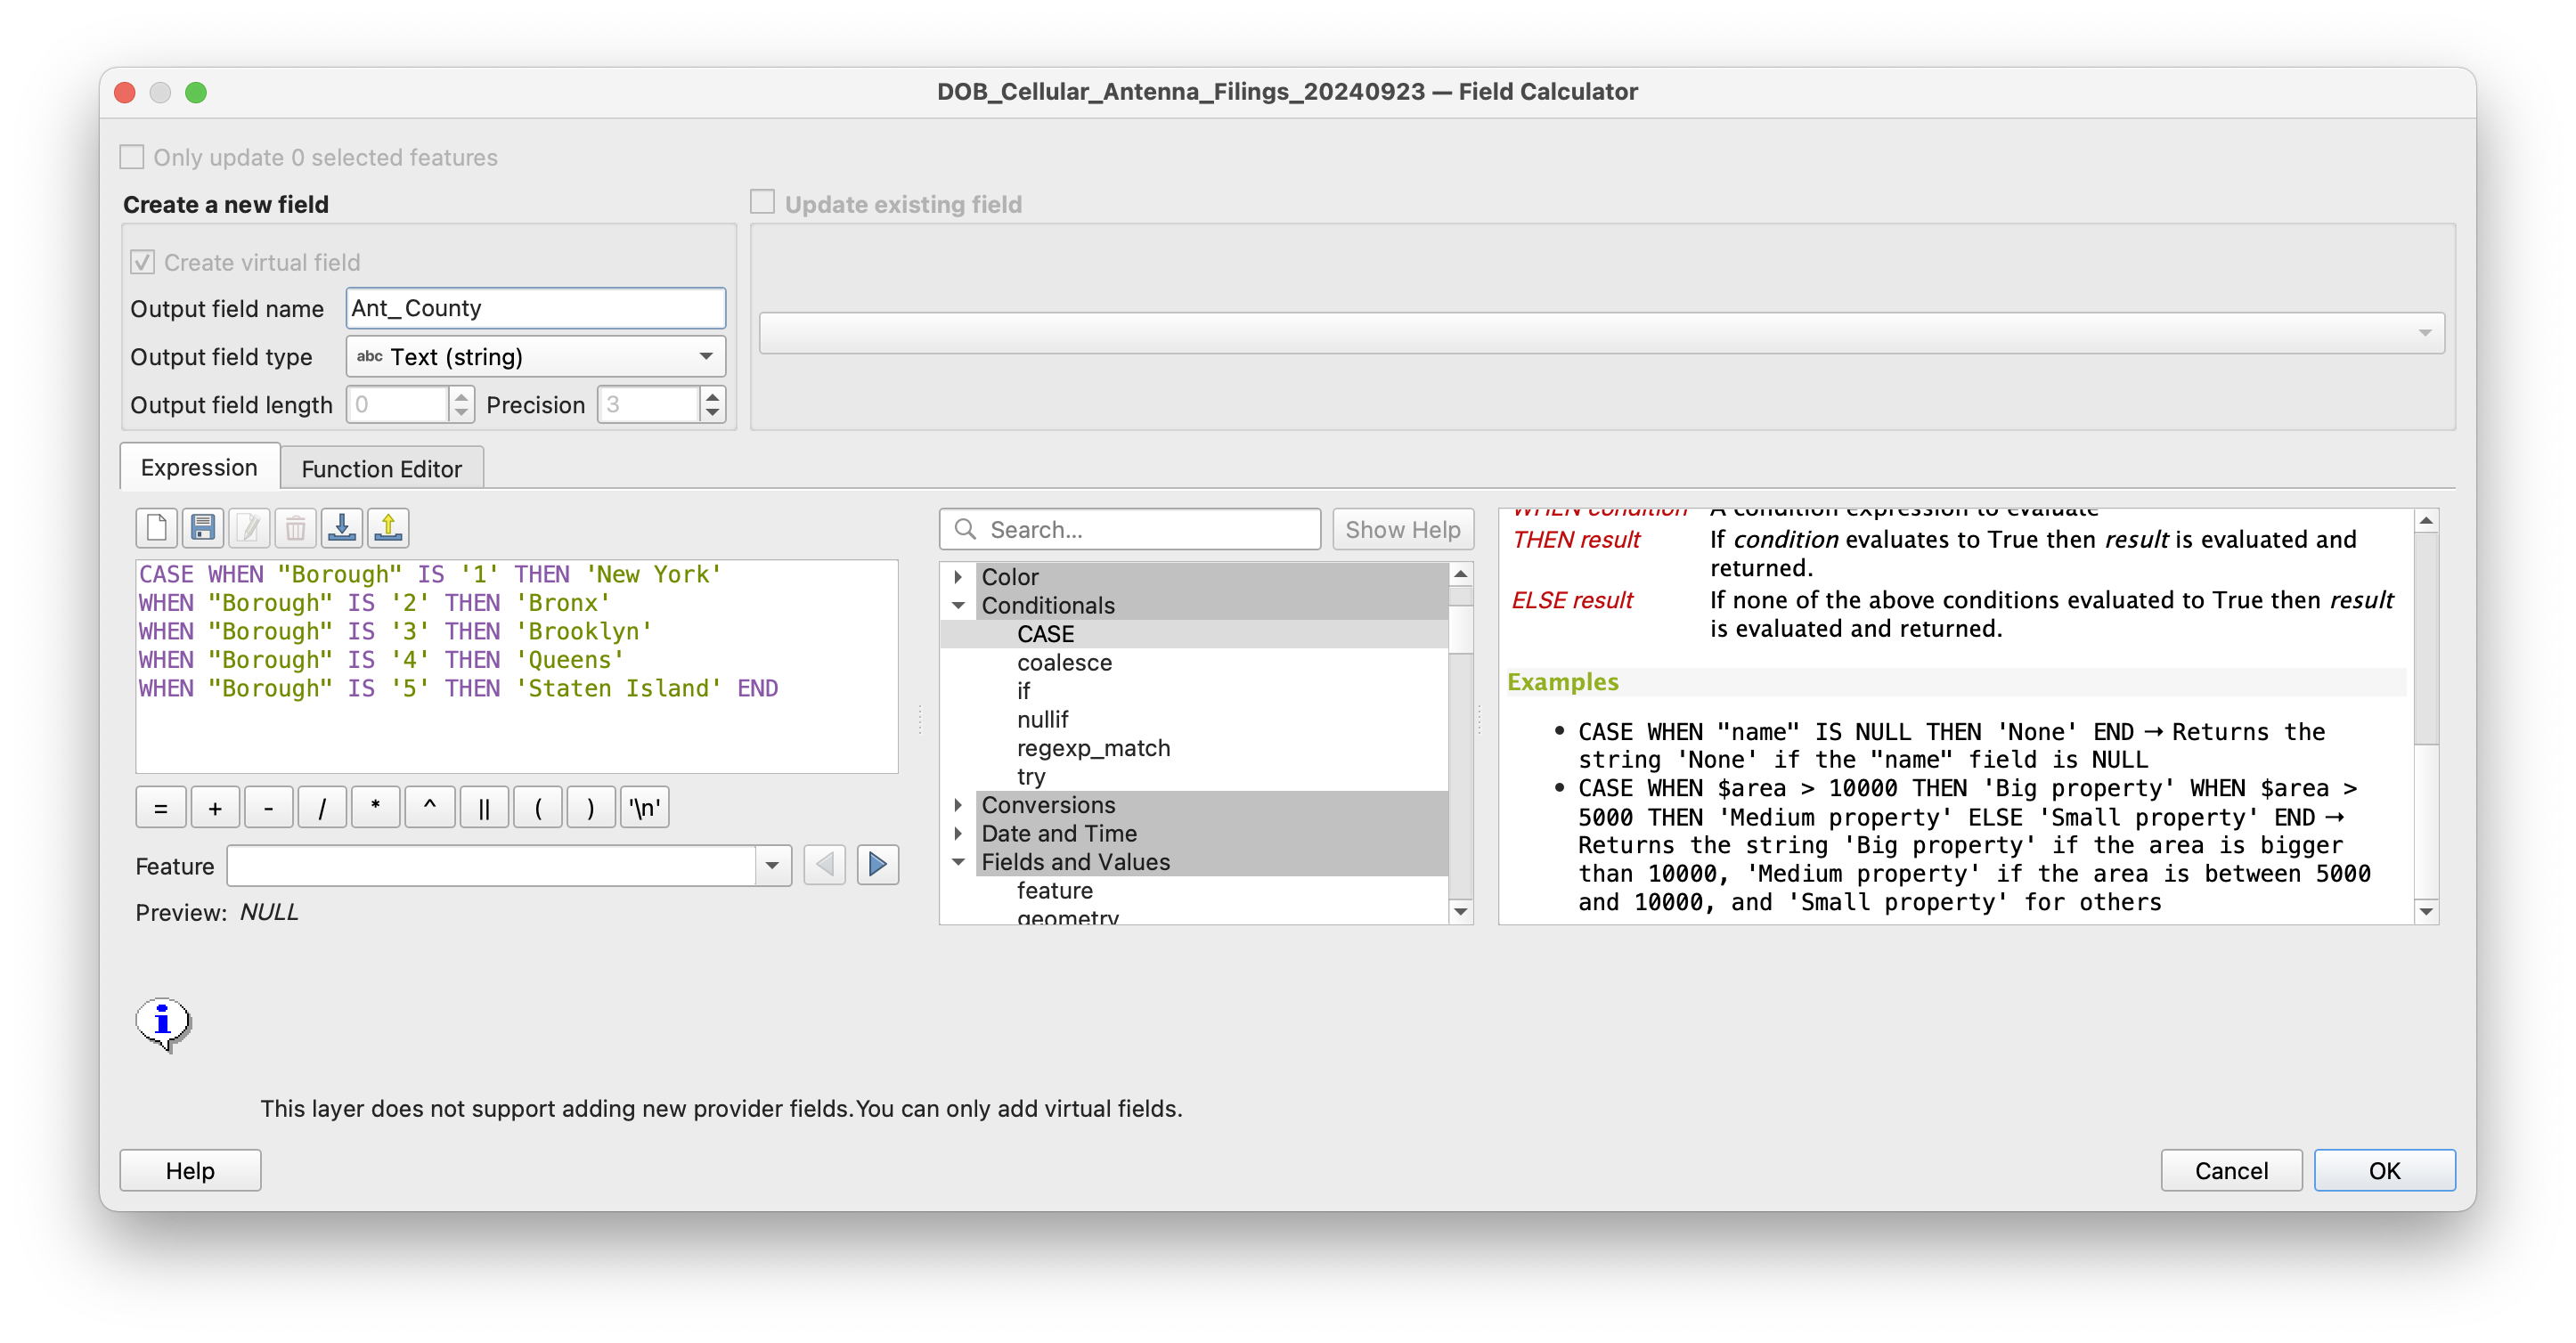 DOB_Cellular_Antenna_Filings_20240923 — Field Calculator
Only update 0 selected features
Create a new field
Update existing field
Create virtual field
Output field name
Ant_County
Output field type
abc Text (string)
Output field length
0
Precision
3
Expression
Function Editor
CASE WHEN "Borough" IS '1' THEN 'New York'
WHEN "Borough" IS '2' THEN 'Bronx'
WHEN "Borough" IS '3' THEN 'Brooklyn'
WHEN "Borough" IS '4' THEN 'Queens'
WHEN "Borough" IS '5' THEN 'Staten Island' END
= + - / * ^ || ( ) '\n'
Feature
Preview: NULL
Search...
Show Help
Color
Conditionals
CASE
coalesce
if
nullif
regexp_match
try
Conversions
Date and Time
Fields and Values
feature
geometry
WHEN condition A condition expression to evaluate
THEN result If condition evaluates to True then result is evaluated and
returned.
ELSE result If none of the above conditions evaluated to True then result
is evaluated and returned.
Examples
• CASE WHEN "name" IS NULL THEN 'None' END → Returns the
string 'None' if the "name" field is NULL
• CASE WHEN $area > 10000 THEN 'Big property' WHEN $area >
5000 THEN 'Medium property' ELSE 'Small property' END →
Returns the string 'Big property' if the area is bigger
than 10000, 'Medium property' if the area is between 5000
and 10000, and 'Small property' for others
This layer does not support adding new provider fields.You can only add virtual fields.
Help
Cancel
OK